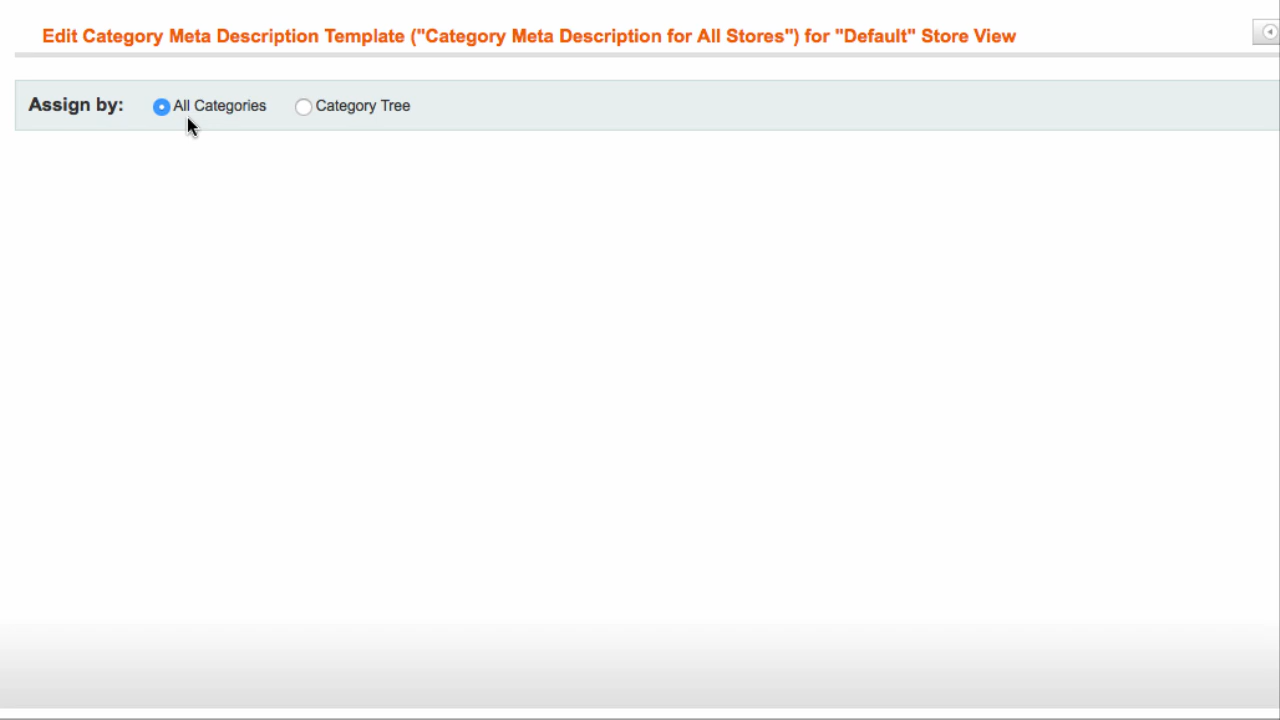 Edit Category Meta Description Template ("Category Meta Description for All Stores") for "Default" Store View
Assign by: All Categories Category Tree